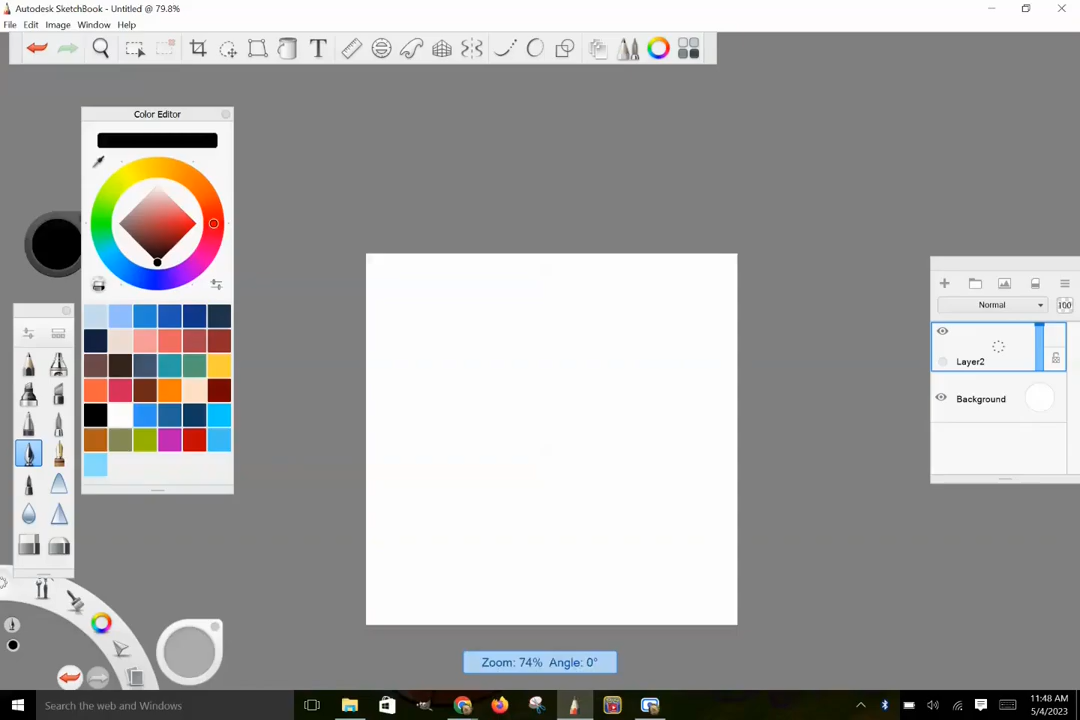 Autodesk SketchBook - Untitled @ 79.8%
File Edit Image Window Help
Color Editor
Normal
100
Layer2
Background
Zoom: 74% Angle: 0°
Search the web and Windows
11:48 AM
5/4/2023